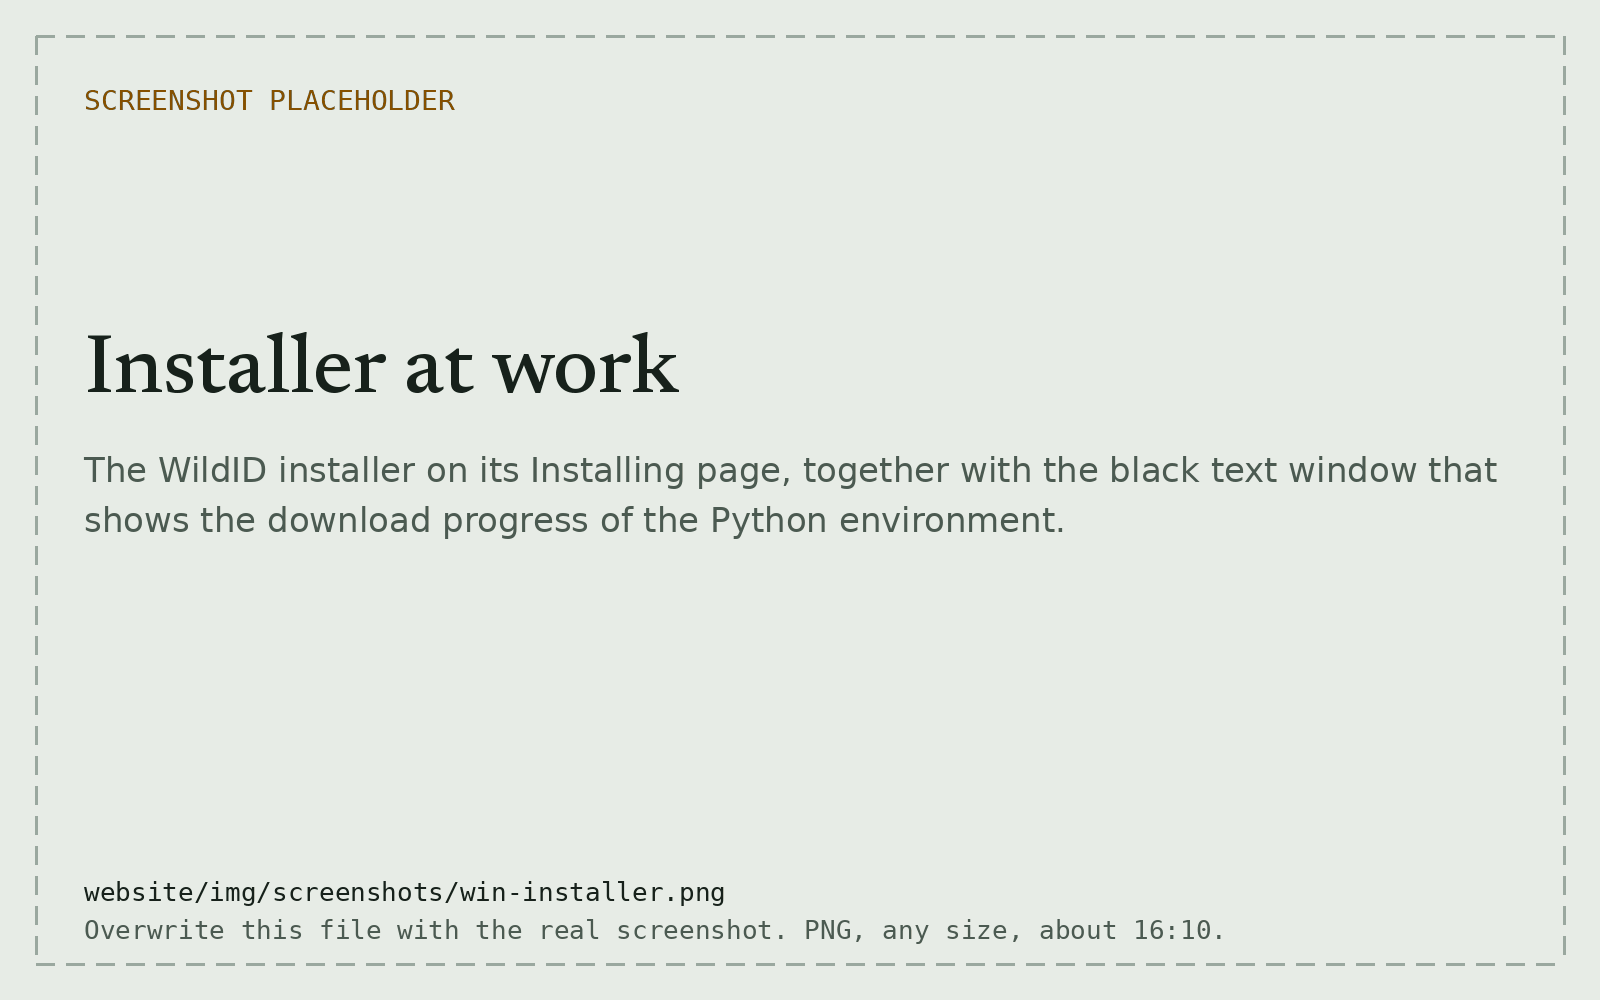 SCREENSHOT PLACEHOLDER
Installer at work
The WildID installer on its Installing page, together with the black text window that
shows the download progress of the Python environment.
website/img/screenshots/win-installer.png
Overwrite this file with the real screenshot. PNG, any size, about 16:10.